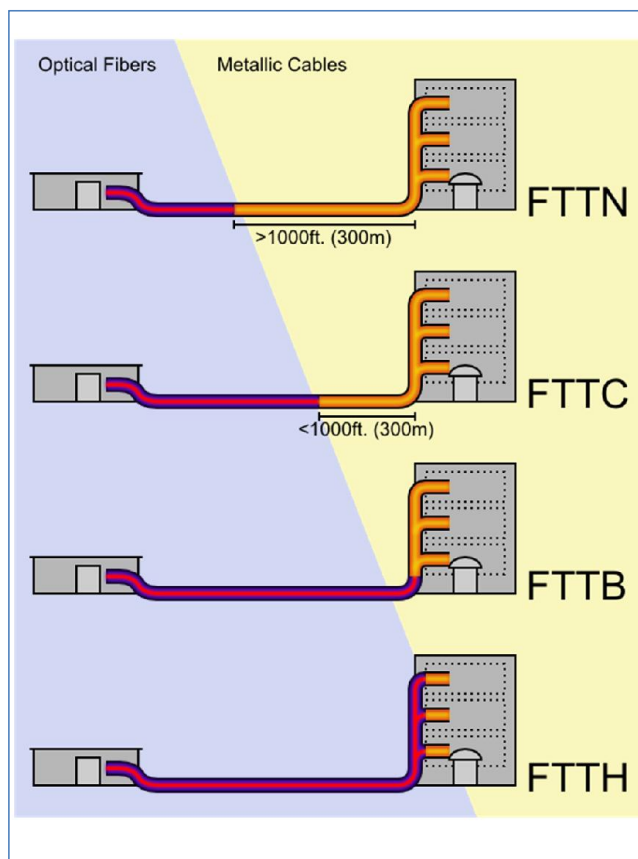 Optical Fibers Metallic Cables
FTTN
>1000ft. (300m)
FTTC
<1000ft. (300m)
FTTB
FTTH